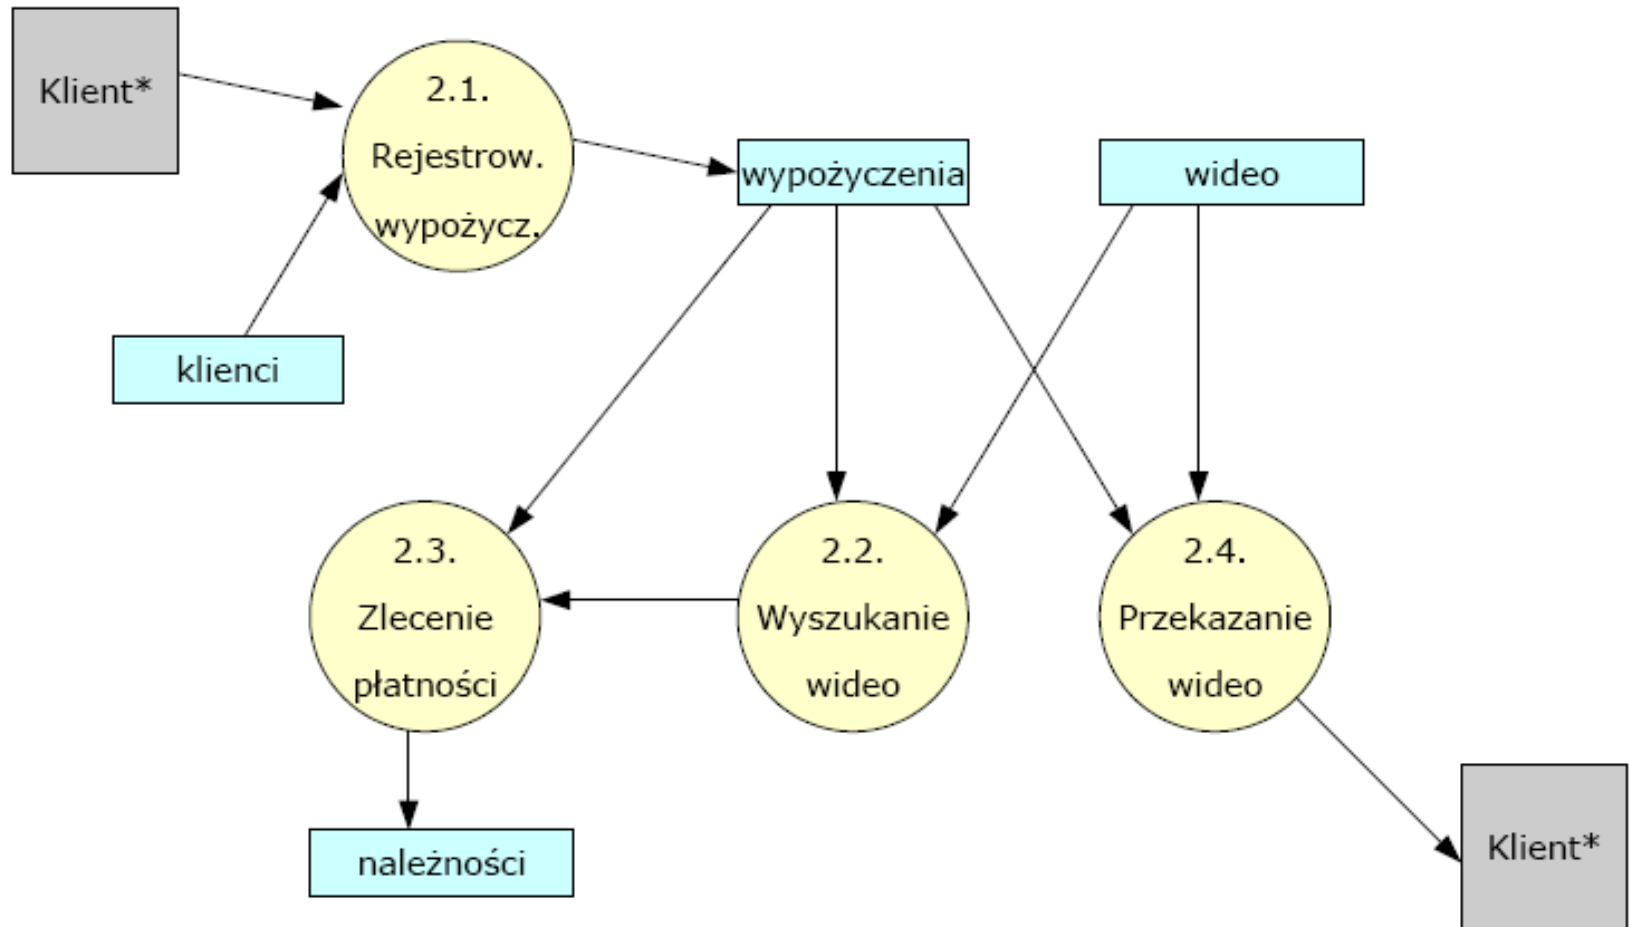 Klient*
2.1.
Rejestrow.
wypożycz.
wypożyczenia
wideo
klienci
2.3.
Zlecenie
płatności
2.2.
Wyszukanie
wideo
2.4.
Przekazanie
wideo
należności
Klient*